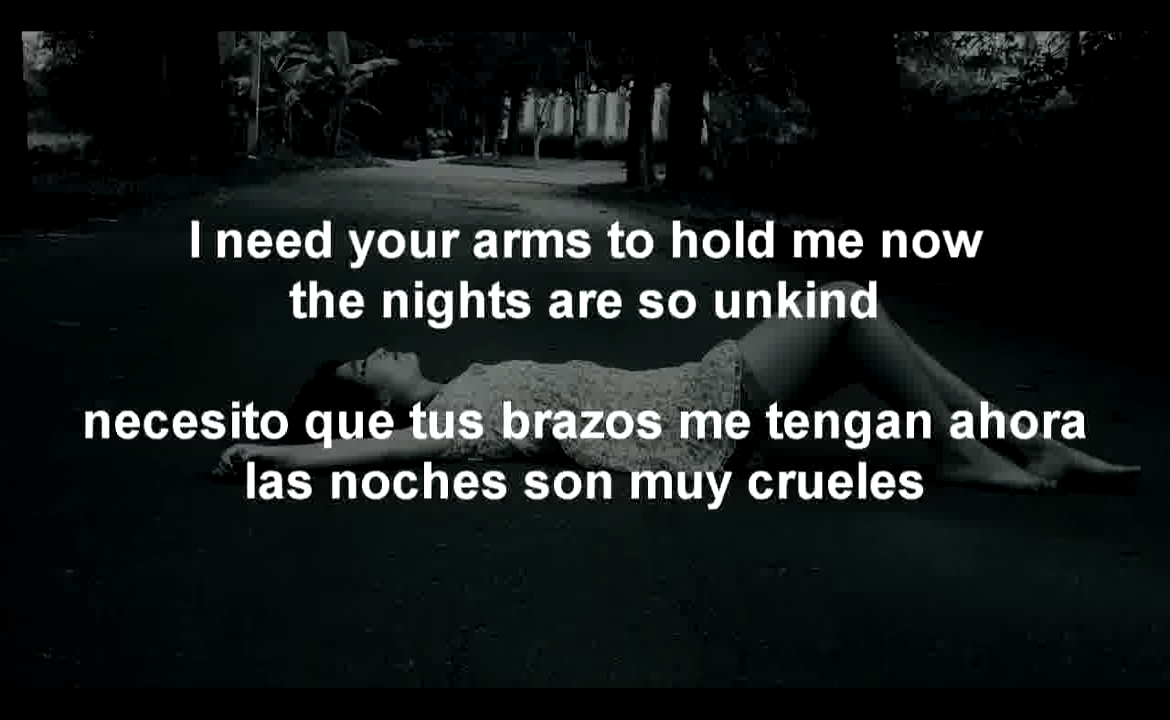 I need your arms to hold me now
the nights are so unkind
necesito que tus brazos me tengan ahora
las noches son muy crueles